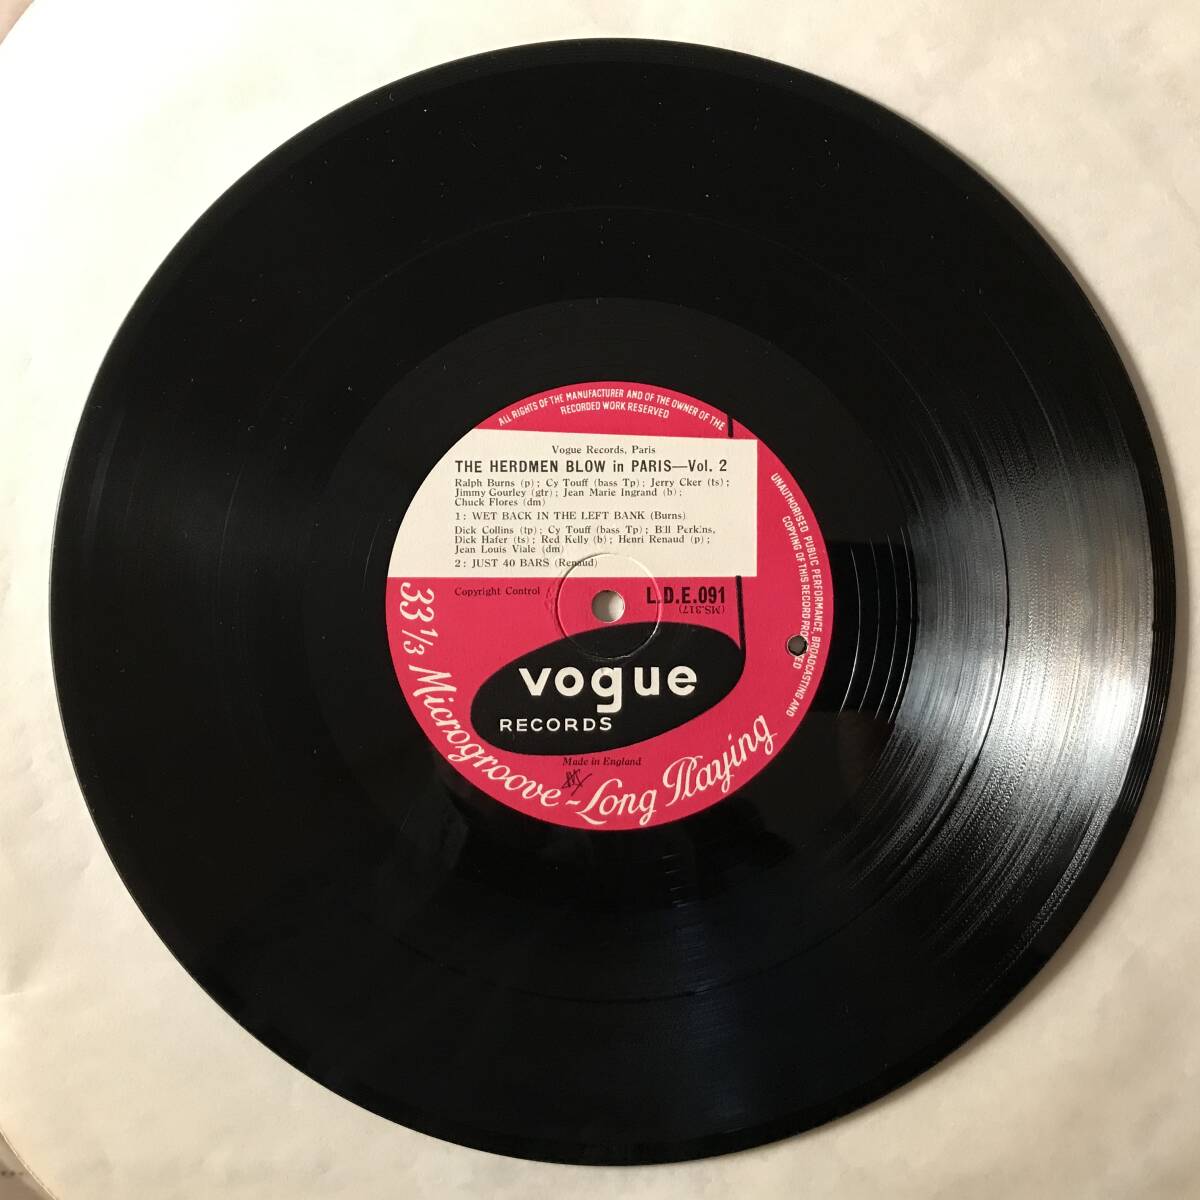 ALL RIGHTS OF THE MANUFACTURER AND OF THE OWNER OF THE
RECORDED WORK RESERVED
Vogue Records, Paris
THE HERDMEN BLOW in PARIS—Vol. 2
Ralph Burns (p) ; Cy Touff (bass Tp) ; Jerry Cker (ts) ;
Jimmy Gourley (gtr) ; Jean Marie Ingrand (b) ;
Chuck Flores (dm)
1 : WET BACK IN THE LEFT BANK (Burns)
Dick Collins (tp) ; Cy Touff (bass Tp) ; Bill Perkins,
Dick Hafer (ts) ; Red Kelly (b) ; Henri Renaud (p) ;
Jean Louis Viale (dm)
2 : JUST 40 BARS (Renaud)
Copyright Control
L.D.E.091
(MS.317)
vogue
RECORDS
Made in England
33 1/3 Microgroove - Long Playing
UNAUTHORISED PUBLIC PERFORMANCE, BROADCASTING AND
COPYING OF THIS RECORD